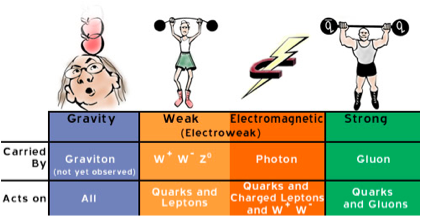 Q Q
Gravity Weak Electromagnetic Strong
(Electroweak)
Carried By Graviton (not yet observed) W⁺ W⁻ Z⁰ Photon Gluon
Acts on All Quarks and Leptons Quarks and Charged Leptons and W⁺ W⁻ Quarks and Gluons